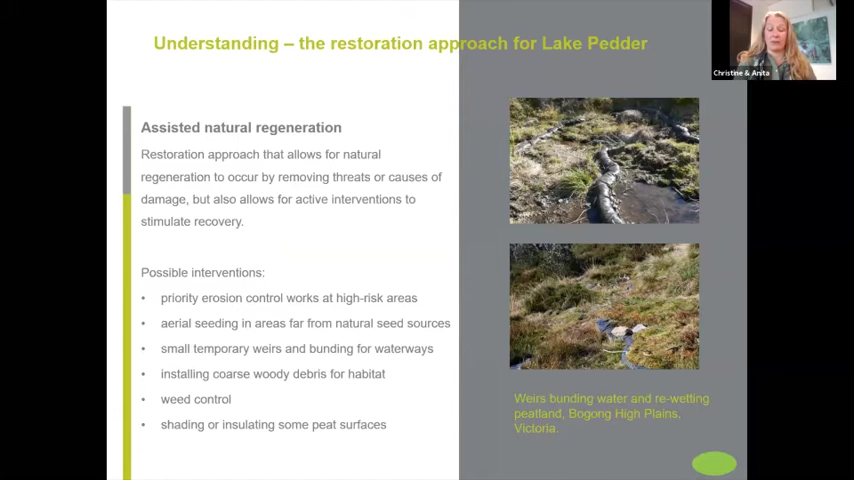 Understanding – the restoration approach for Lake Pedder
Christine & Anita
Assisted natural regeneration
Restoration approach that allows for natural
regeneration to occur by removing threats or causes of
damage, but also allows for active interventions to
stimulate recovery.
Possible interventions:
• priority erosion control works at high-risk areas
• aerial seeding in areas far from natural seed sources
• small temporary weirs and bunding for waterways
• installing coarse woody debris for habitat
• weed control
• shading or insulating some peat surfaces
Weirs bunding water and re-wetting
peatland, Bogong High Plains,
Victoria.